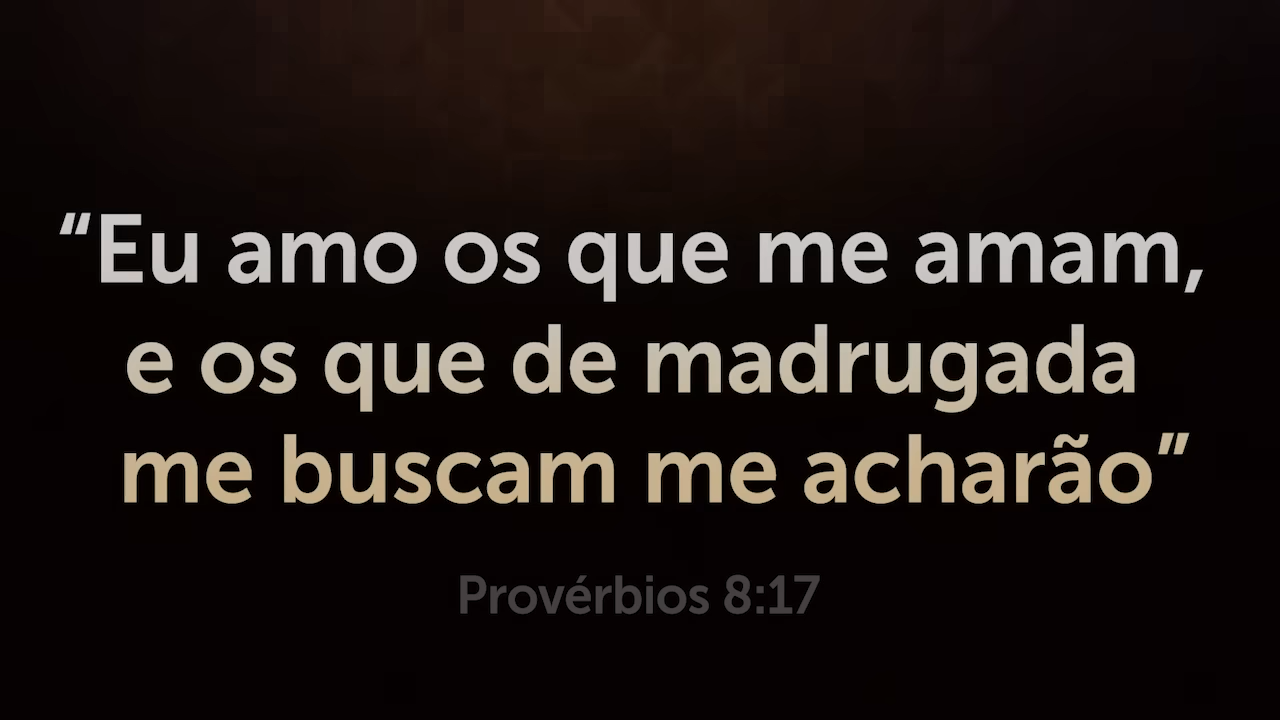 “Eu amo os que me amam,
e os que de madrugada
me buscam me acharão”
Provérbios 8:17